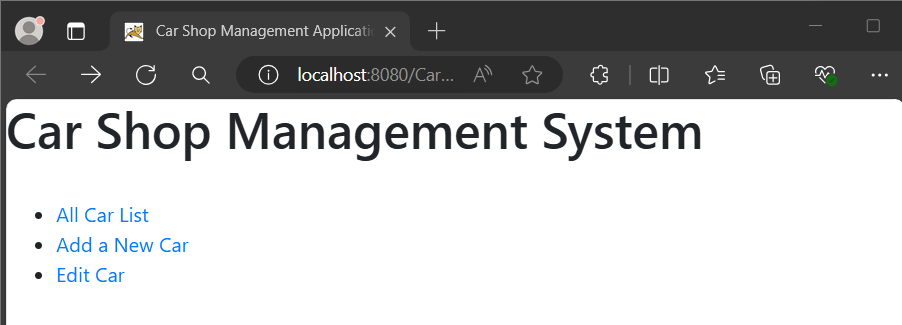 Car Shop Management Applicati
localhost:8080/Car...
Car Shop Management System
All Car List
Add a New Car
Edit Car